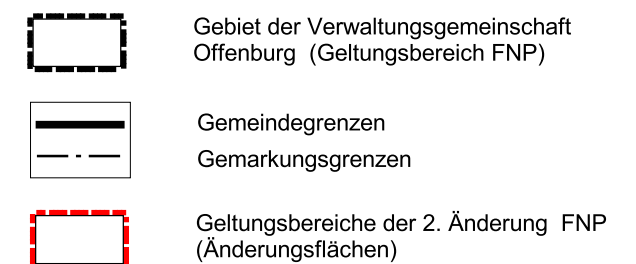 Gebiet der Verwaltungsgemeinschaft
Offenburg (Geltungsbereich FNP)
Gemeindegrenzen
Gemarkungsgrenzen
Geltungsbereiche der 2. Änderung FNP
(Änderungsflächen)